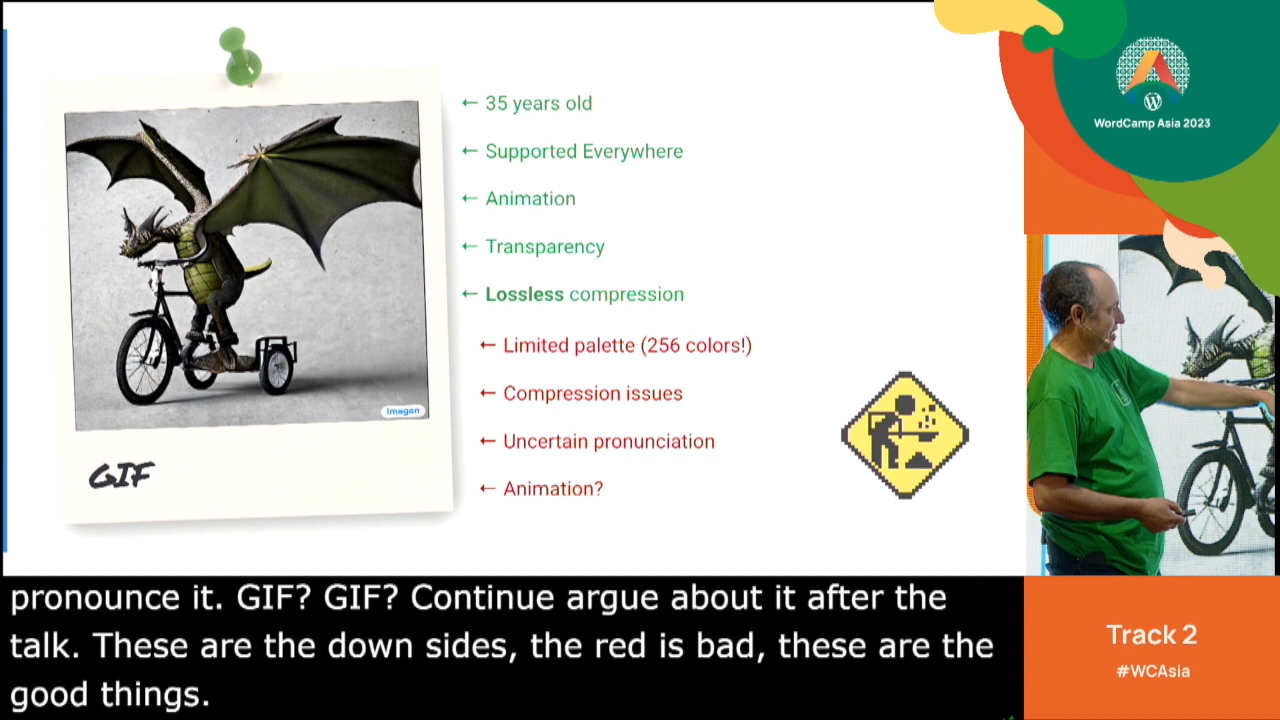 ← 35 years old
← Supported Everywhere
← Animation
← Transparency
← Lossless compression
← Limited palette (256 colors!)
← Compression issues
← Uncertain pronunciation
← Animation?
Imagen
GIF
WordCamp Asia 2023
pronounce it. GIF? GIF? Continue argue about it after the
talk. These are the down sides, the red is bad, these are the
good things.
Track 2
#WCAsia